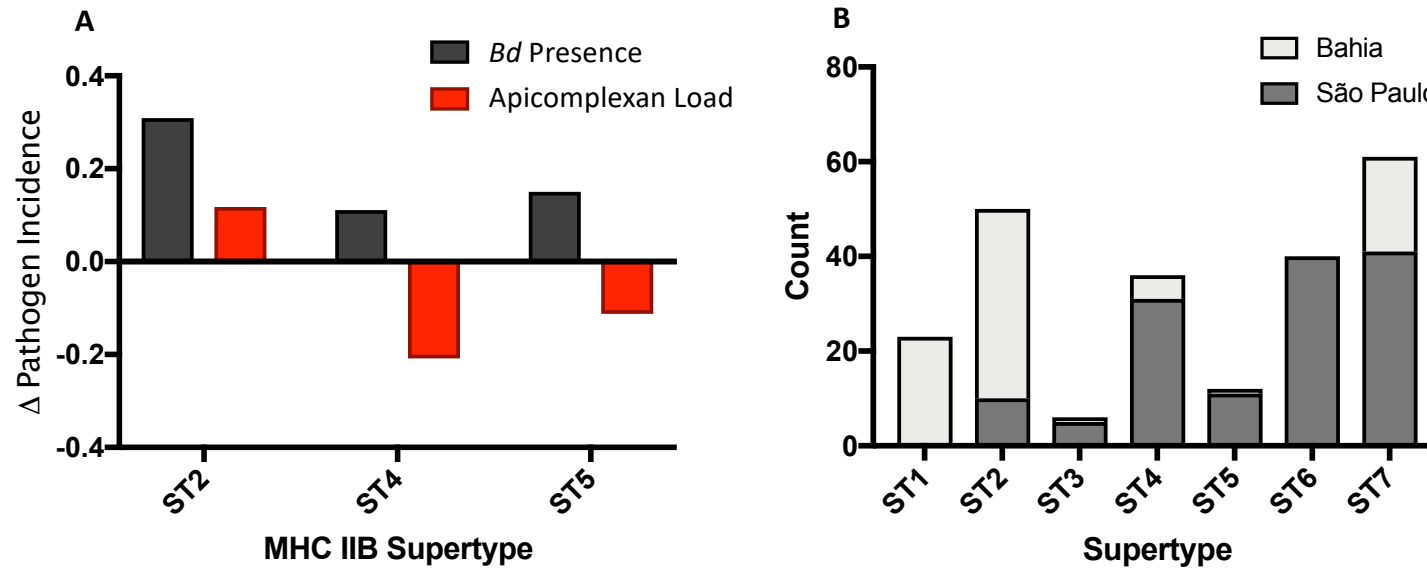 A
Bd Presence
Apicomplexan Load
0.4
0.2
0.0
-0.2
-0.4
Δ Pathogen Incidence
ST2
ST4
ST5
MHC IIB Supertype
B
Bahia
São Paulo
80
60
40
20
0
Count
ST1
ST2
ST3
ST4
ST5
ST6
ST7
Supertype